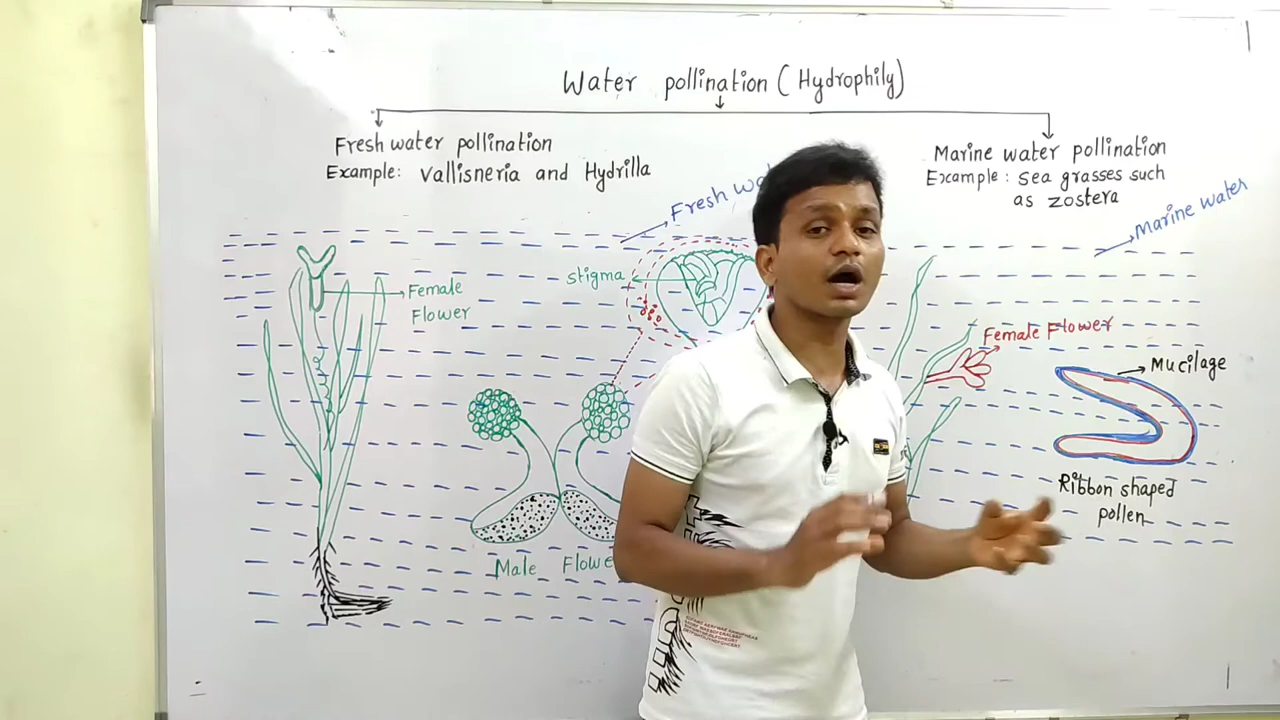 Water pollination (Hydrophily)
Fresh water pollination
Example: Vallisneria and Hydrilla
Marine water pollination
Example: sea grasses such
as zostera
Fresh wa
Marine water
stigma
Female
Flower
Female Flower
Mucilage
Ribbon shaped
pollen
Male Flowe